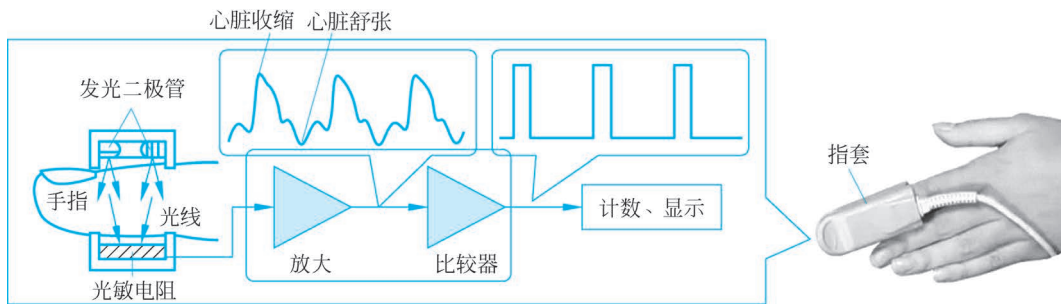 心脏收缩 心脏舒张
发光二极管
手指
光线
光敏电阻
放大
比较器
计数、显示
指套